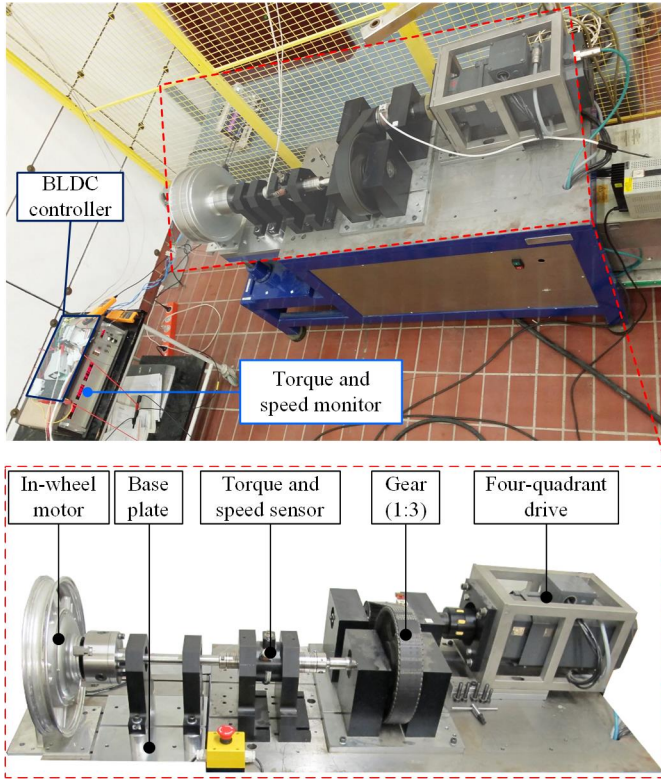 BLDC
controller
Torque and
speed monitor
In-wheel
motor
Base
plate
Torque and
speed sensor
Gear
(1:3)
Four-quadrant
drive